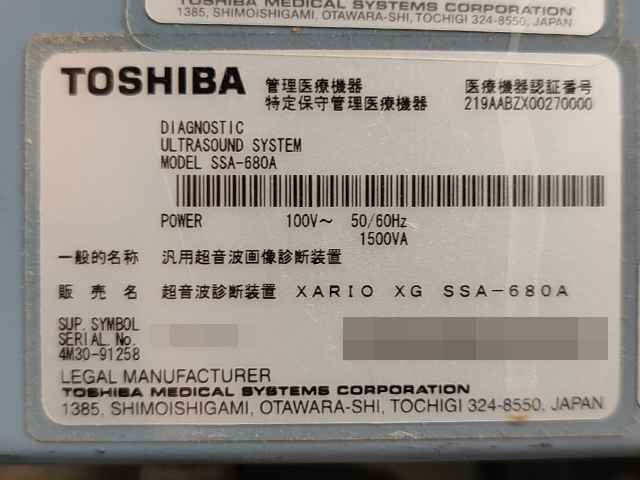 TOSHIBA MEDICAL SYSTEMS CORPORATION
1385, SHIMOISHIGAMI, OTAWARA-SHI, TOCHIGI 324-8550, JAPAN
TOSHIBA 管理医療機器 医療機器認証番号
特定保守管理医療機器 219AABZX00270000
DIAGNOSTIC
ULTRASOUND SYSTEM
MODEL SSA-680A
POWER 100V~ 50/60Hz
1500VA
一般的名称 汎用超音波画像診断装置
販売名 超音波診断装置 XARIO XG SSA-680A
SUP. SYMBOL
SERIAL. No.
4M30-91258
LEGAL MANUFACTURER
TOSHIBA MEDICAL SYSTEMS CORPORATION
1385, SHIMOISHIGAMI, OTAWARA-SHI, TOCHIGI 324-8550, JAPAN